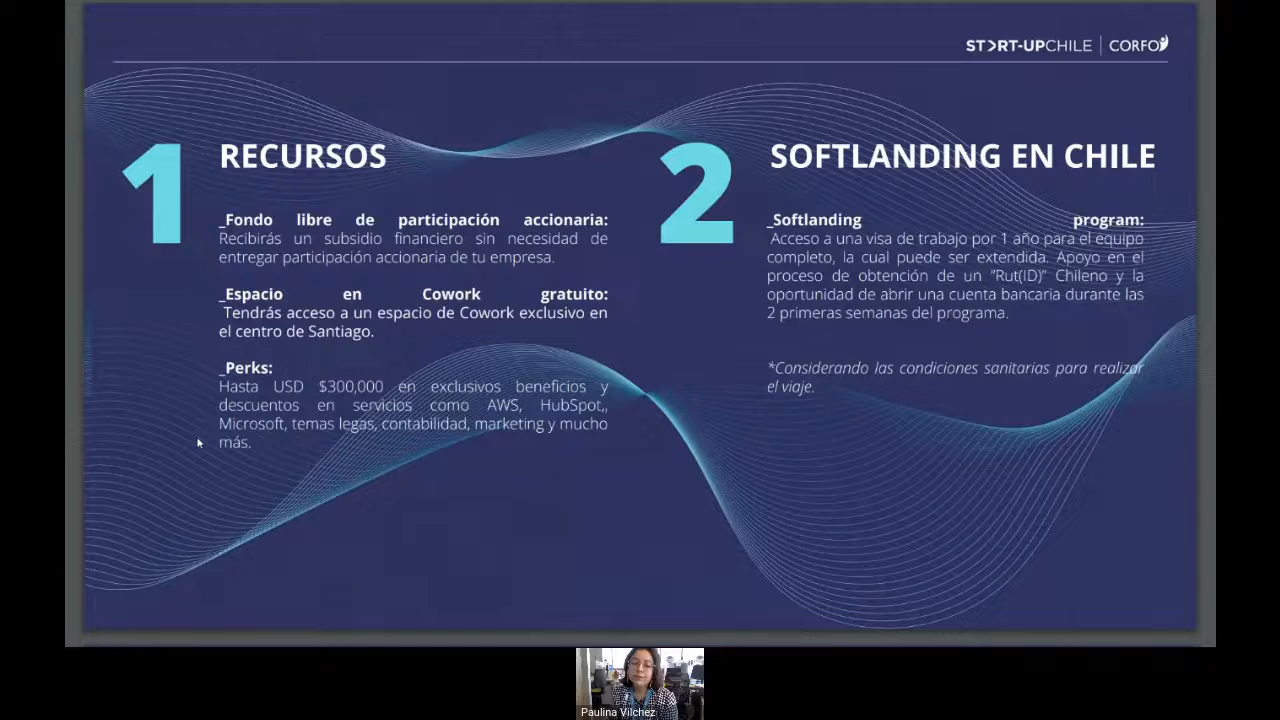 START-UPCHILE | CORFO
1
RECURSOS
_Fondo libre de participación accionaria:
Recibirás un subsidio financiero sin necesidad de
entregar participación accionaria de tu empresa.
_Espacio en Cowork gratuito:
Tendrás acceso a un espacio de Cowork exclusivo en
el centro de Santiago.
_Perks:
Hasta USD $300,000 en exclusivos beneficios y
descuentos en servicios como AWS, HubSpot,,
Microsoft, temas legas, contabilidad, marketing y mucho
más.
2
SOFTLANDING EN CHILE
_Softlanding program:
Acceso a una visa de trabajo por 1 año para el equipo
completo, la cual puede ser extendida. Apoyo en el
proceso de obtención de un "Rut(ID)" Chileno y la
oportunidad de abrir una cuenta bancaria durante las
2 primeras semanas del programa.
*Considerando las condiciones sanitarias para realizar
el viaje.
Paulina Vilchez